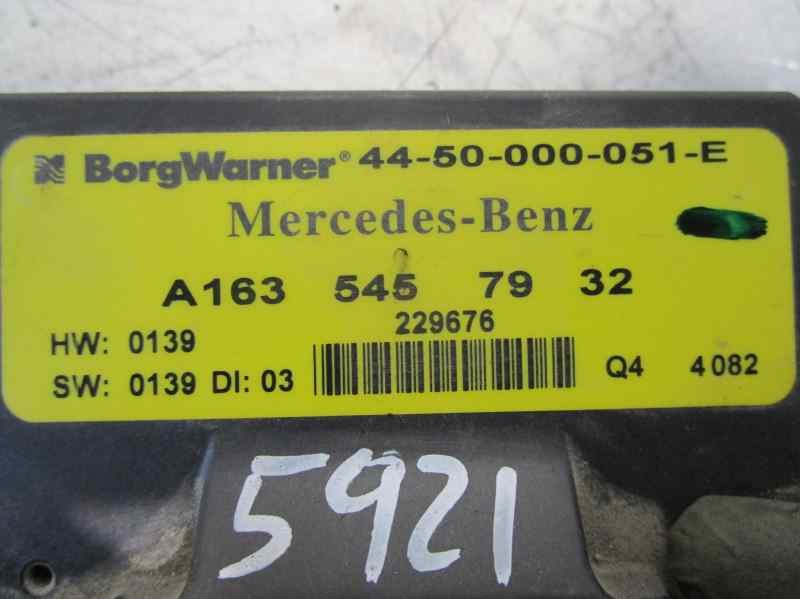 BorgWarner® 44-50-000-051-E
Mercedes-Benz
A163 545 79 32
229676
HW: 0139
SW: 0139 DI: 03
Q4 4082
5921